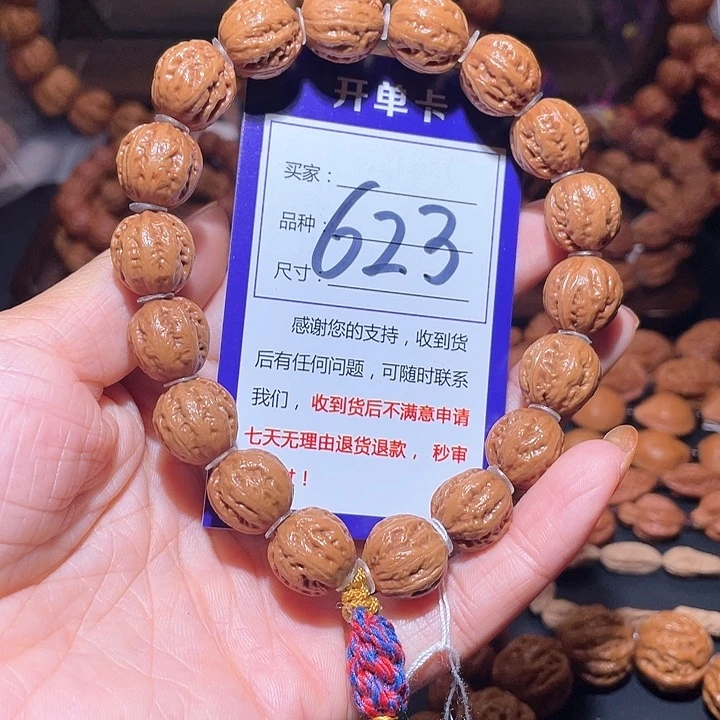 开单卡
买家：
品种：
623
尺寸：
感谢您的支持，收到货
后有任何问题，可随时联系
我们，收到货后不满意申请
七天无理由退货退款，秒审
！